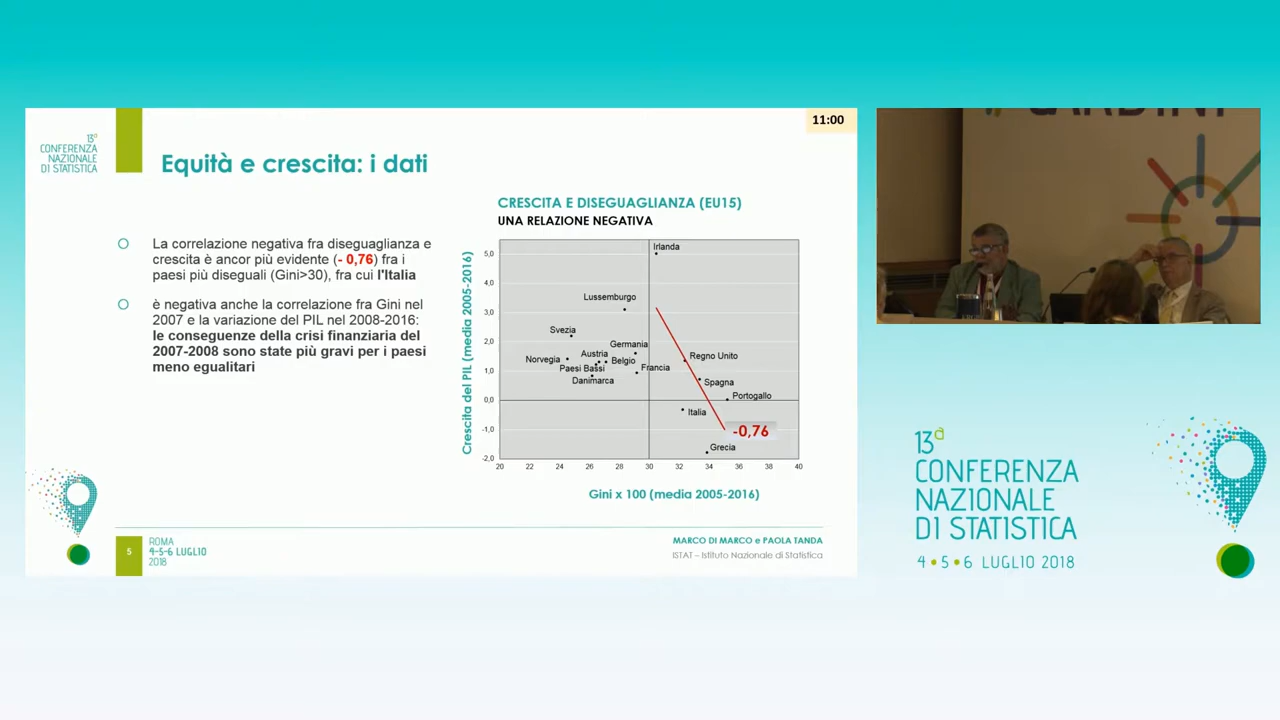 11:00
13ª
CONFERENZA
NAZIONALE
DI STATISTICA
Equità e crescita: i dati
La correlazione negativa fra diseguaglianza e
crescita è ancor più evidente (- 0,76) fra i
paesi più diseguali (Gini>30), fra cui l'Italia
è negativa anche la correlazione fra Gini nel
2007 e la variazione del PIL nel 2008-2016:
le conseguenze della crisi finanziaria del
2007-2008 sono state più gravi per i paesi
meno egualitari
CRESCITA E DISEGUAGLIANZA (EU15)
UNA RELAZIONE NEGATIVA
Crescita del PIL (media 2005-2016)
5,0
4,0
3,0
2,0
1,0
0,0
-1,0
-2,0
Irlanda
Lussemburgo
Svezia
Germania
Norvegia
Austria
Belgio
Regno Unito
Paesi Bassi
Francia
Danimarca
Spagna
Portogallo
Italia
-0,76
Grecia
20 22 24 26 28 30 32 34 36 38 40
Gini x 100 (media 2005-2016)
5
ROMA
4-5-6 LUGLIO
2018
MARCO DI MARCO e PAOLA TANDA
ISTAT – Istituto Nazionale di Statistica
13ª
CONFERENZA
NAZIONALE
DI STATISTICA
4 • 5 • 6 LUGLIO 2018